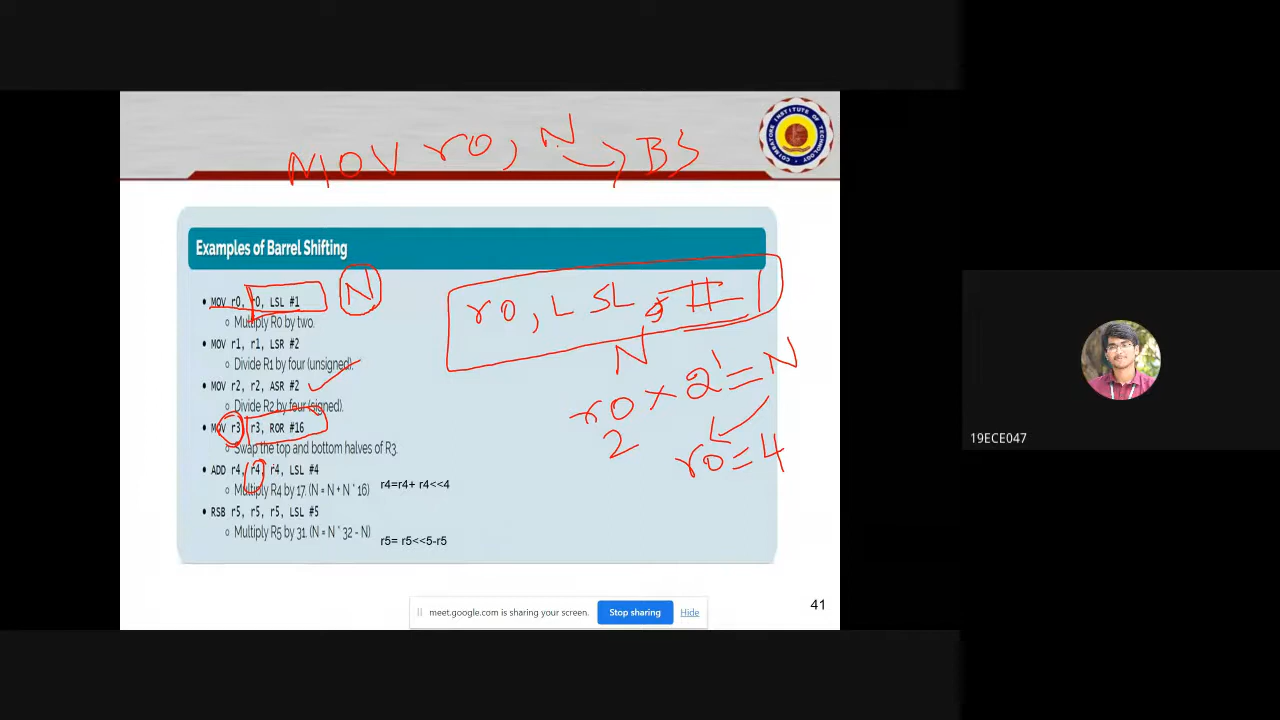 MOV r0, N → BS
COIMBATORE INSTITUTE OF TECHNOLOGY
Examples of Barrel Shifting
• MOV r0, r0, LSL #1
N
r0, LSL, #1
o Multiply R0 by two.
• MOV r1, r1, LSR #2
o Divide R1 by four (unsigned).
N
• MOV r2, r2, ASR #2
o Divide R2 by four (signed).
r0 × 2¹ = N
2
• MOV r3, r3, ROR #16
o Swap the top and bottom halves of R3.
r0 = 4
• ADD r4, r4, r4, LSL #4
o Multiply R4 by 17. (N = N + N * 16)
r4=r4+ r4<<4
• RSB r5, r5, r5, LSL #5
o Multiply R5 by 31. (N = N * 32 - N)
r5= r5<<5-r5
41
meet.google.com is sharing your screen.
Stop sharing
Hide
19ECE047